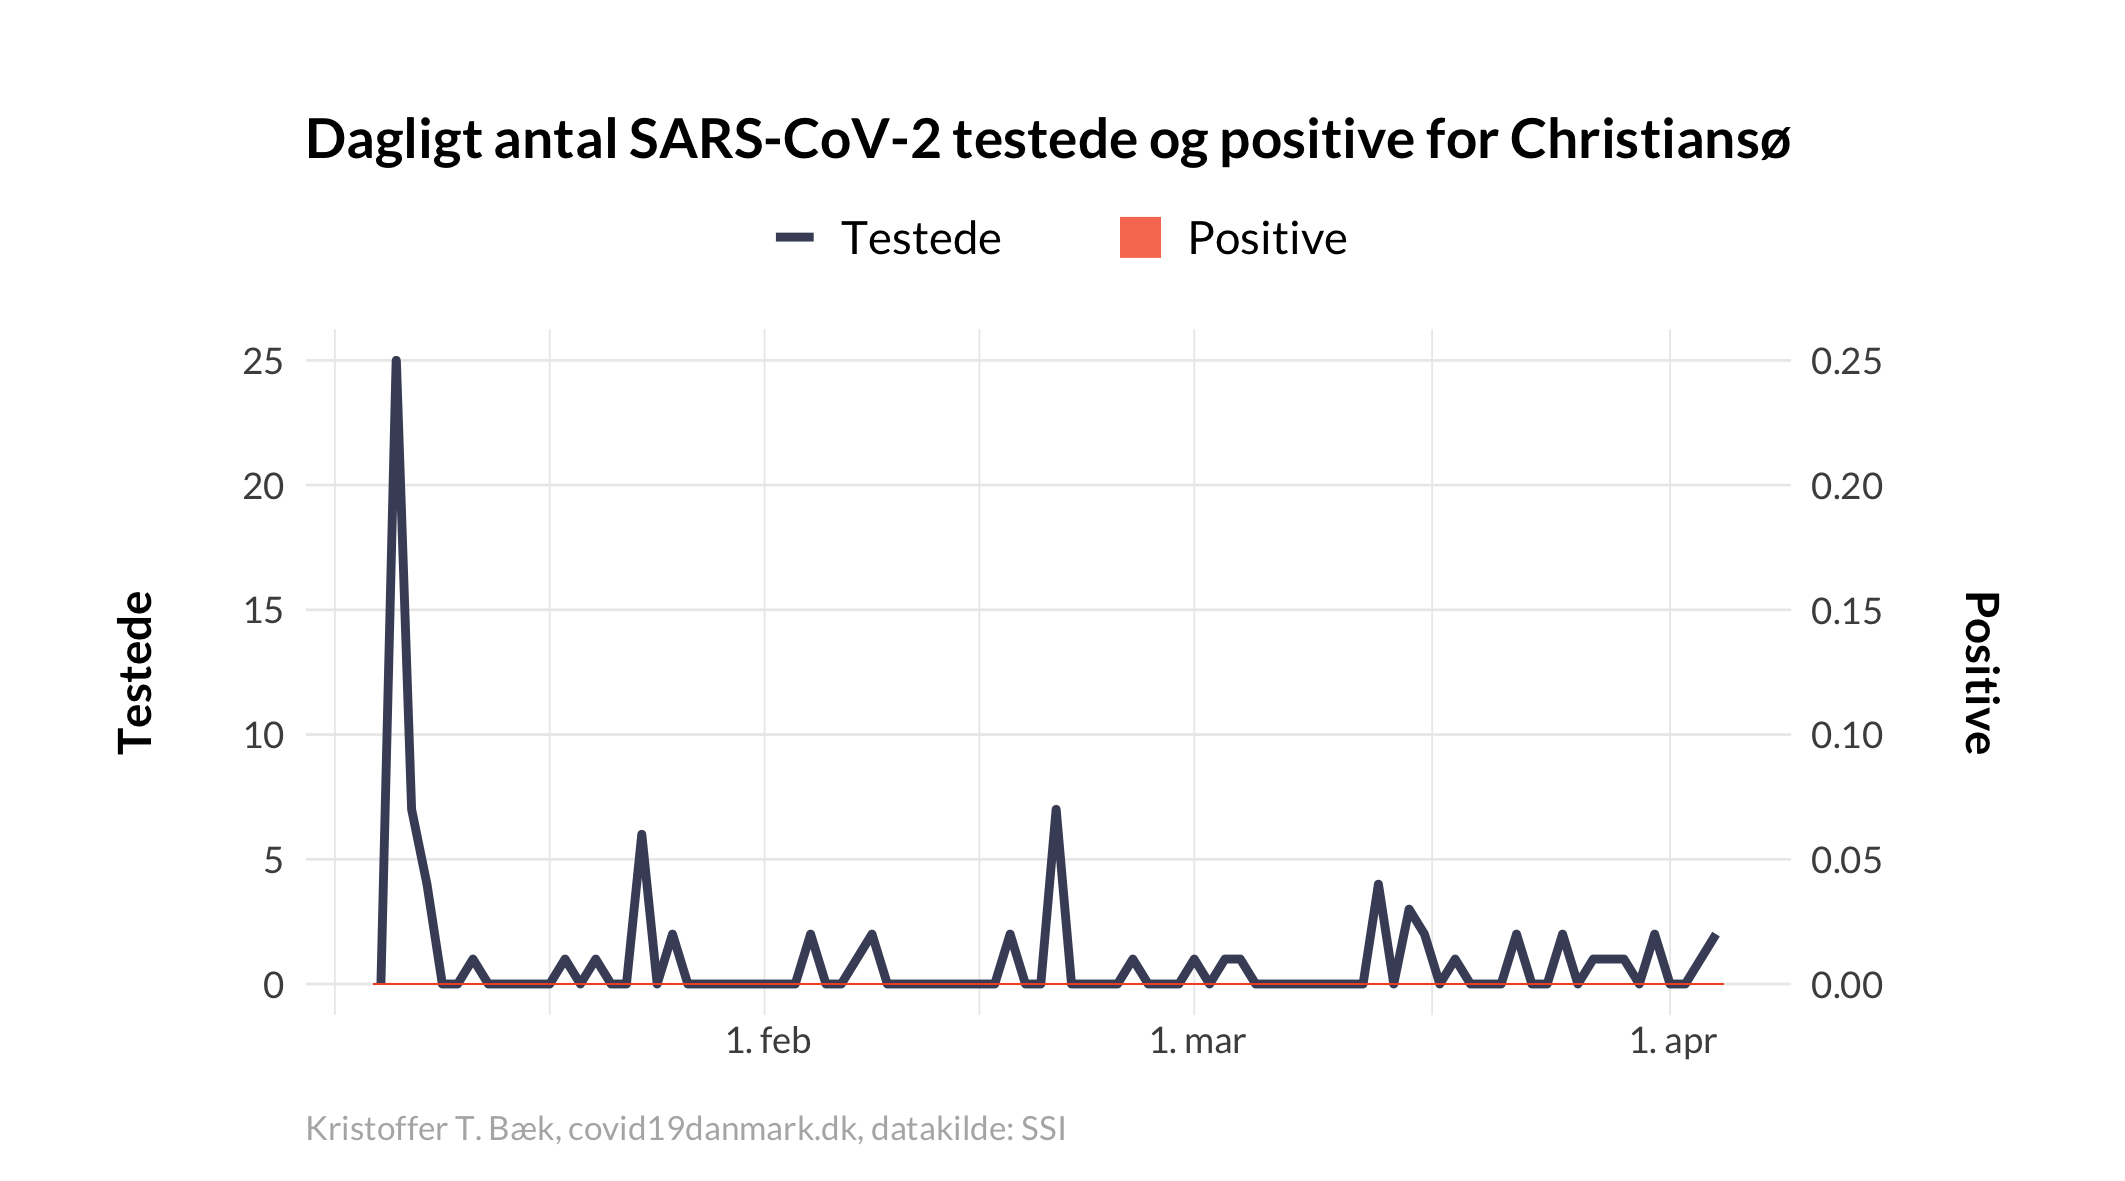 Dagligt antal SARS-CoV-2 testede og positive for Christiansø
Testede
Positive
25
20
15
10
5
0
Testede
0.25
0.20
0.15
0.10
0.05
0.00
Positive
1. feb
1. mar
1. apr
Kristoffer T. Bæk, covid19danmark.dk, datakilde: SSI